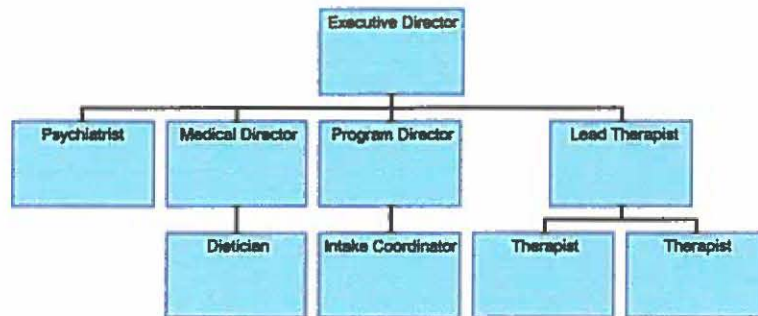 Executive Director
Psychiatrist
Medical Director
Program Director
Lead Therapist
Dietician
Intake Coordinator
Therapist
Therapist